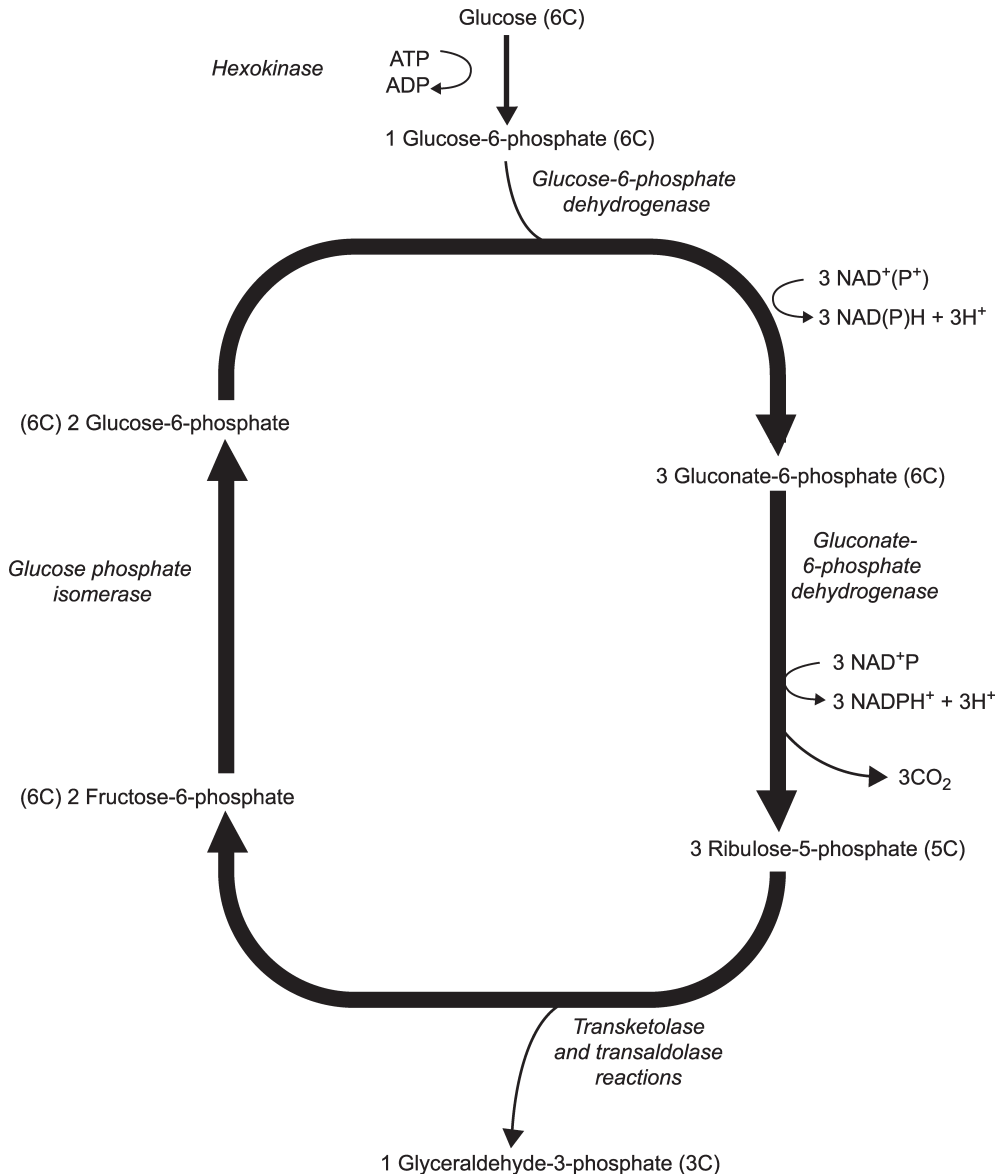 Glucose (6C)
Hexokinase
ATP
ADP
1 Glucose-6-phosphate (6C)
Glucose-6-phosphate
dehydrogenase
3 NAD⁺(P⁺)
3 NAD(P)H + 3H⁺
(6C) 2 Glucose-6-phosphate
3 Gluconate-6-phosphate (6C)
Gluconate-
6-phosphate
dehydrogenase
Glucose phosphate
isomerase
3 NAD⁺P
3 NADPH⁺ + 3H⁺
3CO₂
(6C) 2 Fructose-6-phosphate
3 Ribulose-5-phosphate (5C)
Transketolase
and transaldolase
reactions
1 Glyceraldehyde-3-phosphate (3C)